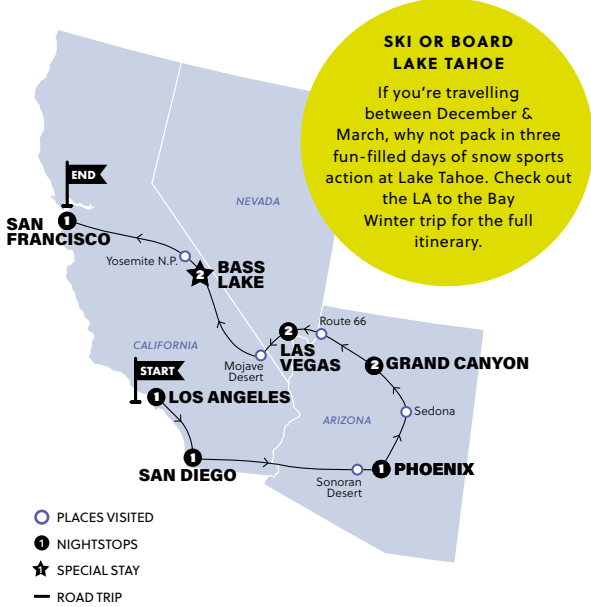 SKI OR BOARD
LAKE TAHOE
If you're travelling
between December &
March, why not pack in three
fun-filled days of snow sports
action at Lake Tahoe. Check out
the LA to the Bay
Winter trip for the full
itinerary.
END
NEVADA
1
SAN
FRANCISCO
Yosemite N.P.
2
BASS
LAKE
Route 66
2
LAS
VEGAS
CALIFORNIA
Mojave
Desert
2
GRAND CANYON
START
1
LOS ANGELES
Sedona
ARIZONA
1
SAN DIEGO
Sonoran
Desert
1
PHOENIX
PLACES VISITED
1
NIGHTSTOPS
1
SPECIAL STAY
ROAD TRIP